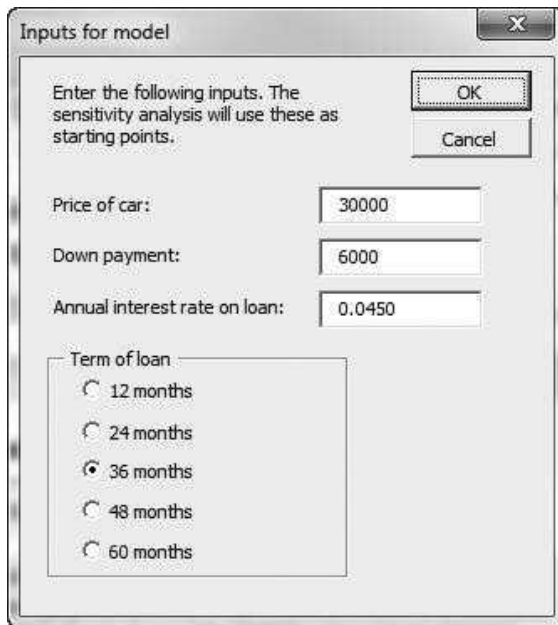 Inputs for model
Enter the following inputs. The
sensitivity analysis will use these as
starting points.
OK
Cancel
Price of car:
30000
Down payment:
6000
Annual interest rate on loan:
0.0450
Term of loan
12 months
24 months
36 months
48 months
60 months